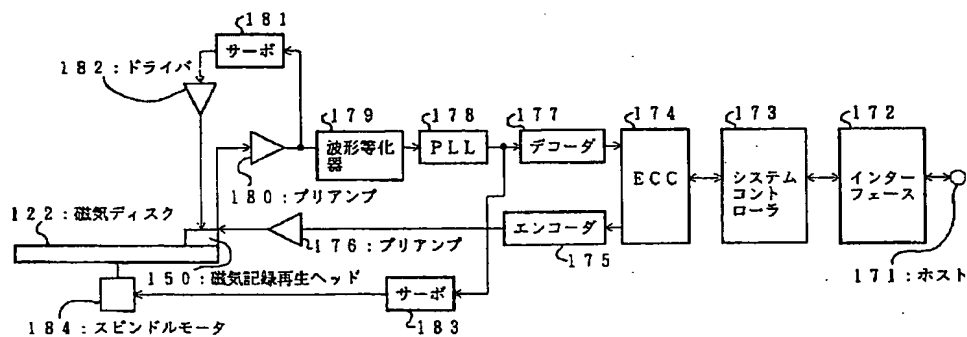 181
サーボ
182：ドライバ
179
178
177
174
173
172
波形等化
器
PLL
デコーダ
ECC
システム
コント
ローラ
インター
フェース
180：プリアンプ
122：磁気ディスク
エンコーダ
176：プリアンプ
175
150：磁気記録再生ヘッド
171：ホスト
サーボ
183
184：スピンドルモータ